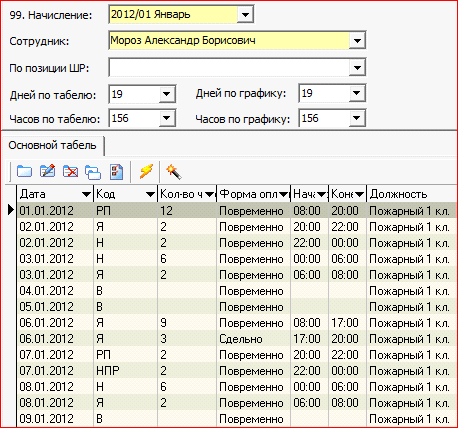 99. Начисление: 2012/01 Январь
Сотрудник: Мороз Александр Борисович
По позиции ШР:
Дней по табелю: 19 Дней по графику: 19
Часов по табелю: 156 Часов по графику: 156
Основной табель
Дата Код Кол-во ч Форма опл Нача Коне Должность
01.01.2012 РП 12 Повременно 08:00 20:00 Пожарный 1 кл.
02.01.2012 Я 2 Повременно 20:00 22:00 Пожарный 1 кл.
02.01.2012 Н 2 Повременно 22:00 00:00 Пожарный 1 кл.
03.01.2012 Н 6 Повременно 00:00 06:00 Пожарный 1 кл.
03.01.2012 Я 2 Повременно 06:00 08:00 Пожарный 1 кл.
04.01.2012 В Повременно Пожарный 1 кл.
05.01.2012 В Повременно Пожарный 1 кл.
06.01.2012 Я 9 Повременно 08:00 17:00 Пожарный 1 кл.
06.01.2012 Я 3 Сдельно 17:00 20:00 Пожарный 1 кл.
07.01.2012 РП 2 Повременно 20:00 22:00 Пожарный 1 кл.
07.01.2012 НПР 2 Повременно 22:00 00:00 Пожарный 1 кл.
08.01.2012 Н 6 Повременно 00:00 06:00 Пожарный 1 кл.
08.01.2012 Я 2 Повременно 06:00 08:00 Пожарный 1 кл.
09.01.2012 В Повременно Пожарный 1 кл.